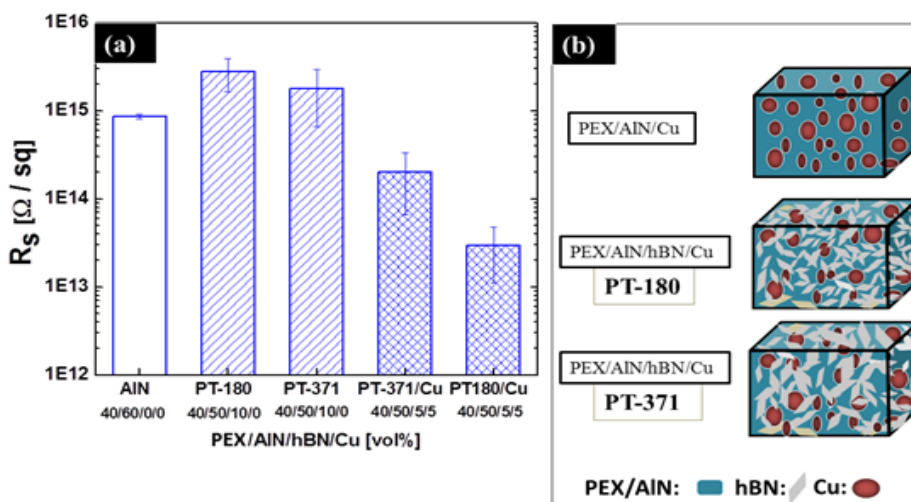 (a)
1E16
1E15
1E14
1E13
1E12
R_S [Ω / sq]
AlN PT-180 PT-371 PT-371/Cu PT180/Cu
40/60/0/0 40/50/10/0 40/50/10/0 40/50/5/5 40/50/5/5
PEX/AlN/hBN/Cu [vol%]
(b)
PEX/AlN/Cu
PEX/AlN/hBN/Cu
PT-180
PEX/AlN/hBN/Cu
PT-371
PEX/AlN: hBN: Cu: